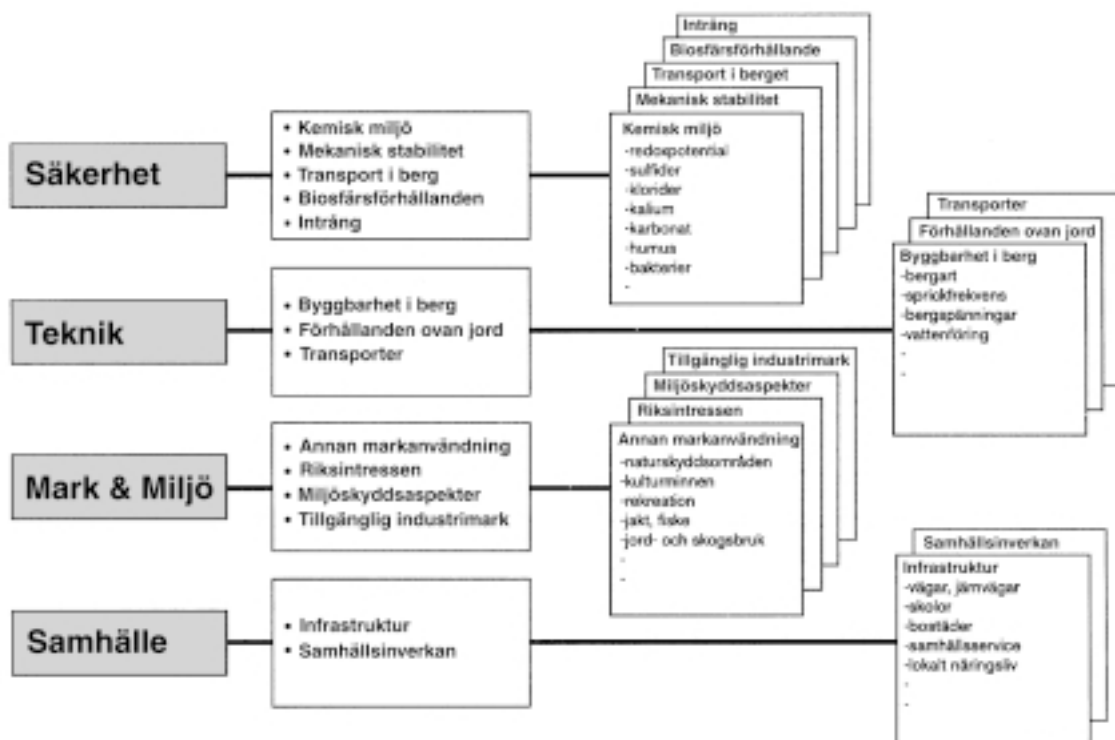 Säkerhet
• Kemisk miljö
• Mekanisk stabilitet
• Transport i berg
• Biosfärsförhållanden
• Intrång
Intrång
Biosfärsförhållande
Transport i berget
Mekanisk stabilitet
Kemisk miljö
-redoxpotential
-sulfider
-klorider
-kalium
-karbonat
-humus
-bakterier
-
Teknik
• Byggbarhet i berg
• Förhållanden ovan jord
• Transporter
Transporter
Förhållanden ovan jord
Byggbarhet i berg
-bergart
-sprickfrekvens
-bergspänningar
-vattenföring
-
-
Mark & Miljö
• Annan markanvändning
• Riksintressen
• Miljöskyddsaspekter
• Tillgänglig industrimark
Tillgänglig industrimark
Miljöskyddsaspekter
Riksintressen
Annan markanvändning
-naturskyddsområden
-kulturminnen
-rekreation
-jakt, fiske
-jord- och skogsbruk
-
-
Samhälle
• Infrastruktur
• Samhällsinverkan
Samhällsinverkan
Infrastruktur
-vägar, järnvägar
-skolor
-bostäder
-samhällsservice
-lokalt näringsliv
-
-